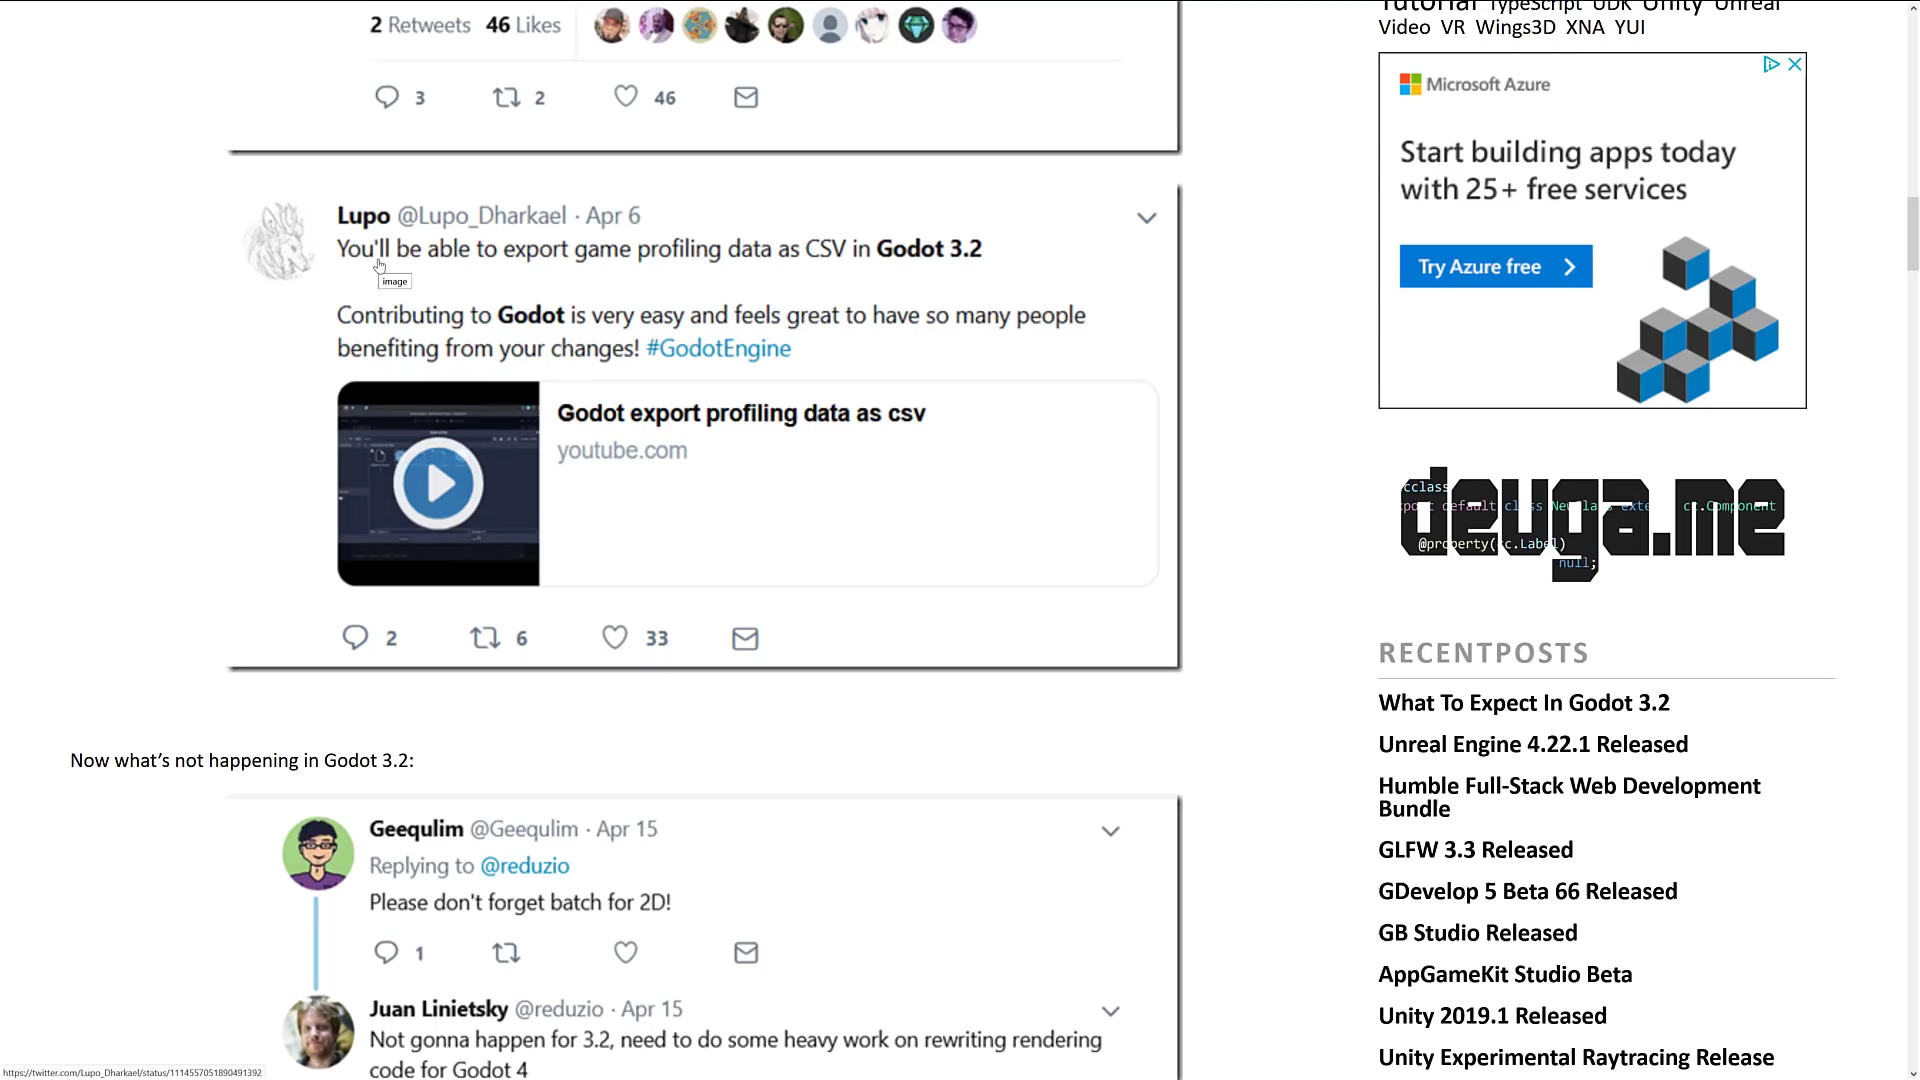 2 Retweets 46 Likes
3 2 46
Lupo @Lupo_Dharkael · Apr 6
You'll be able to export game profiling data as CSV in Godot 3.2
image
Contributing to Godot is very easy and feels great to have so many people
benefiting from your changes! #GodotEngine
Godot export profiling data as csv
youtube.com
2 6 33
Now what’s not happening in Godot 3.2:
Geequlim @Geequlim · Apr 15
Replying to @reduzio
Please don't forget batch for 2D!
1
Juan Linietsky @reduzio · Apr 15
Not gonna happen for 3.2, need to do some heavy work on rewriting rendering
code for Godot 4
https://twitter.com/Lupo_Dharkael/status/1114557051890491392
Tutorial TypeScript UDK Unity Unreal
Video VR Wings3D XNA YUI
Microsoft Azure
Start building apps today
with 25+ free services
Try Azure free
devga.me
RECENTPOSTS
What To Expect In Godot 3.2
Unreal Engine 4.22.1 Released
Humble Full-Stack Web Development
Bundle
GLFW 3.3 Released
GDevelop 5 Beta 66 Released
GB Studio Released
AppGameKit Studio Beta
Unity 2019.1 Released
Unity Experimental Raytracing Release